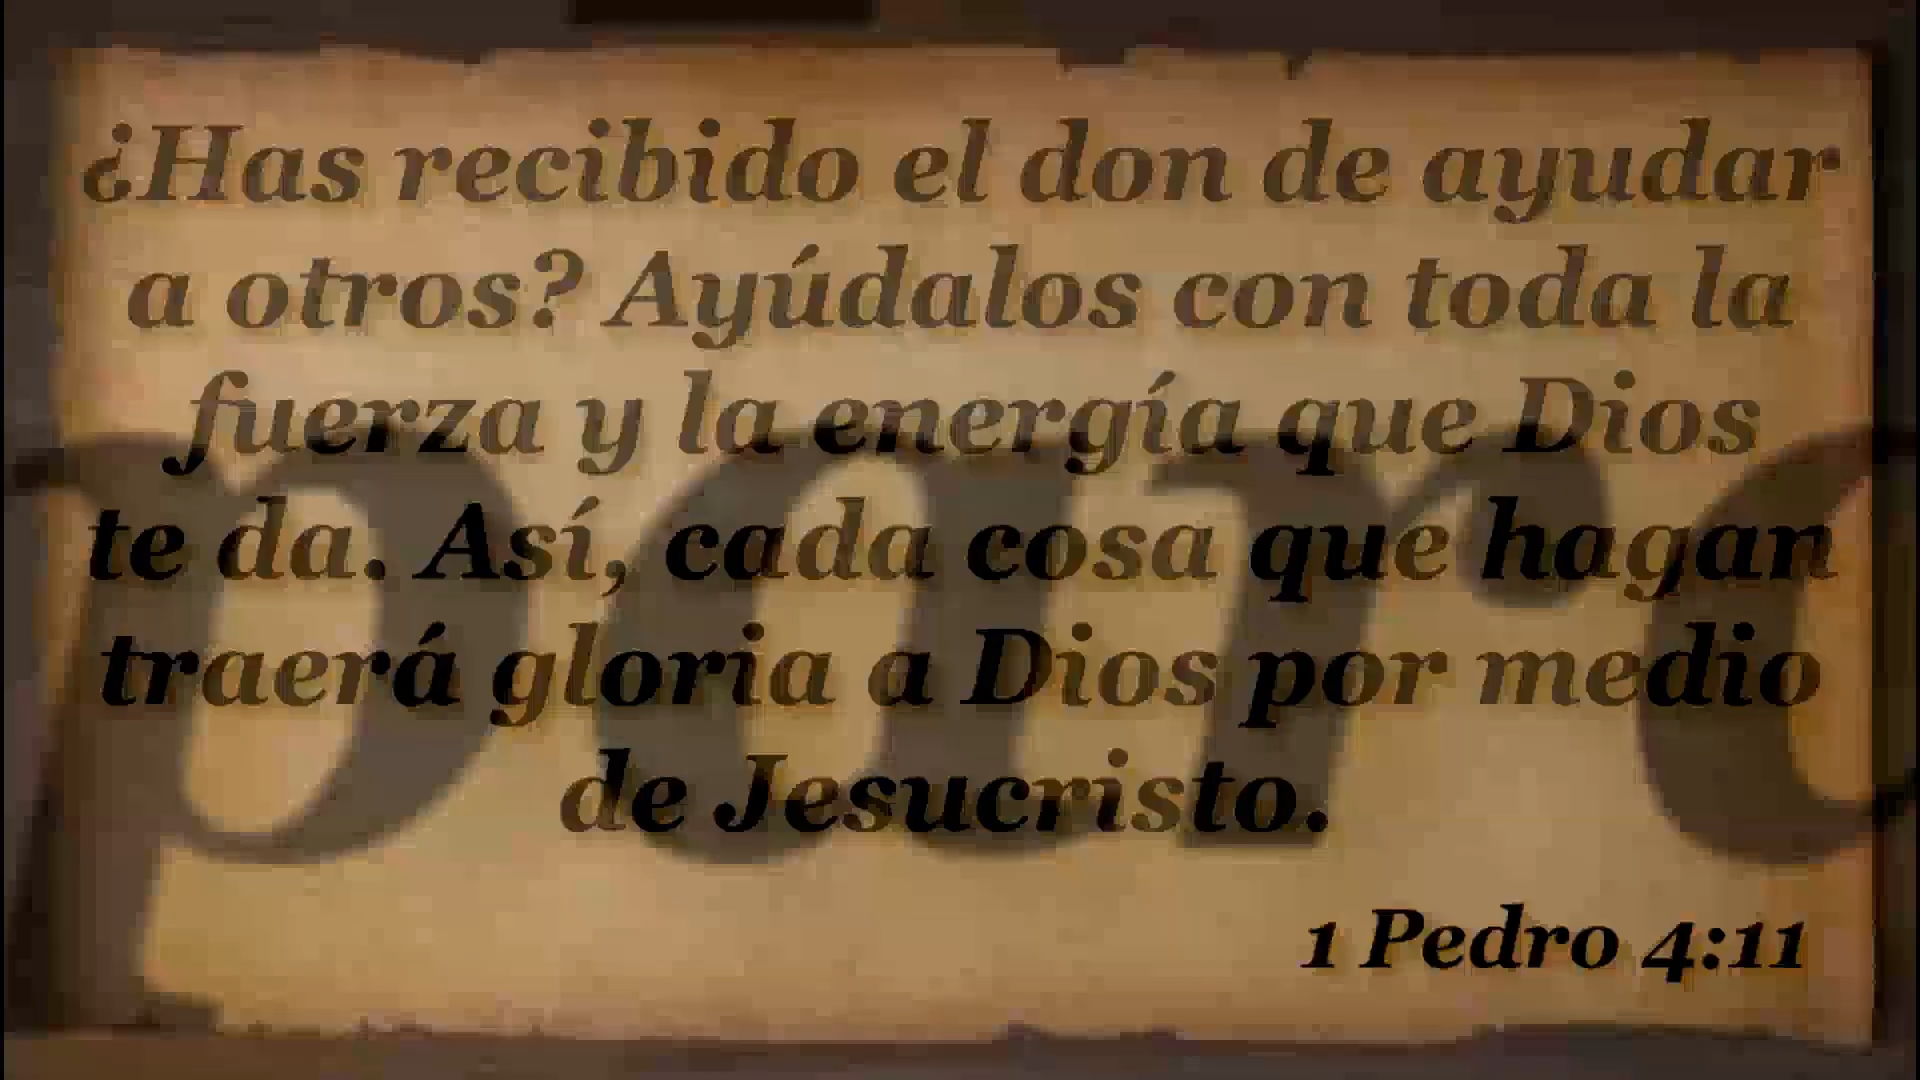 ¿Has recibido el don de ayudar
a otros? Ayúdalos con toda la
fuerza y la energía que Dios
te da. Así, cada cosa que hagan
traerá gloria a Dios por medio
de Jesucristo.
1 Pedro 4:11
par